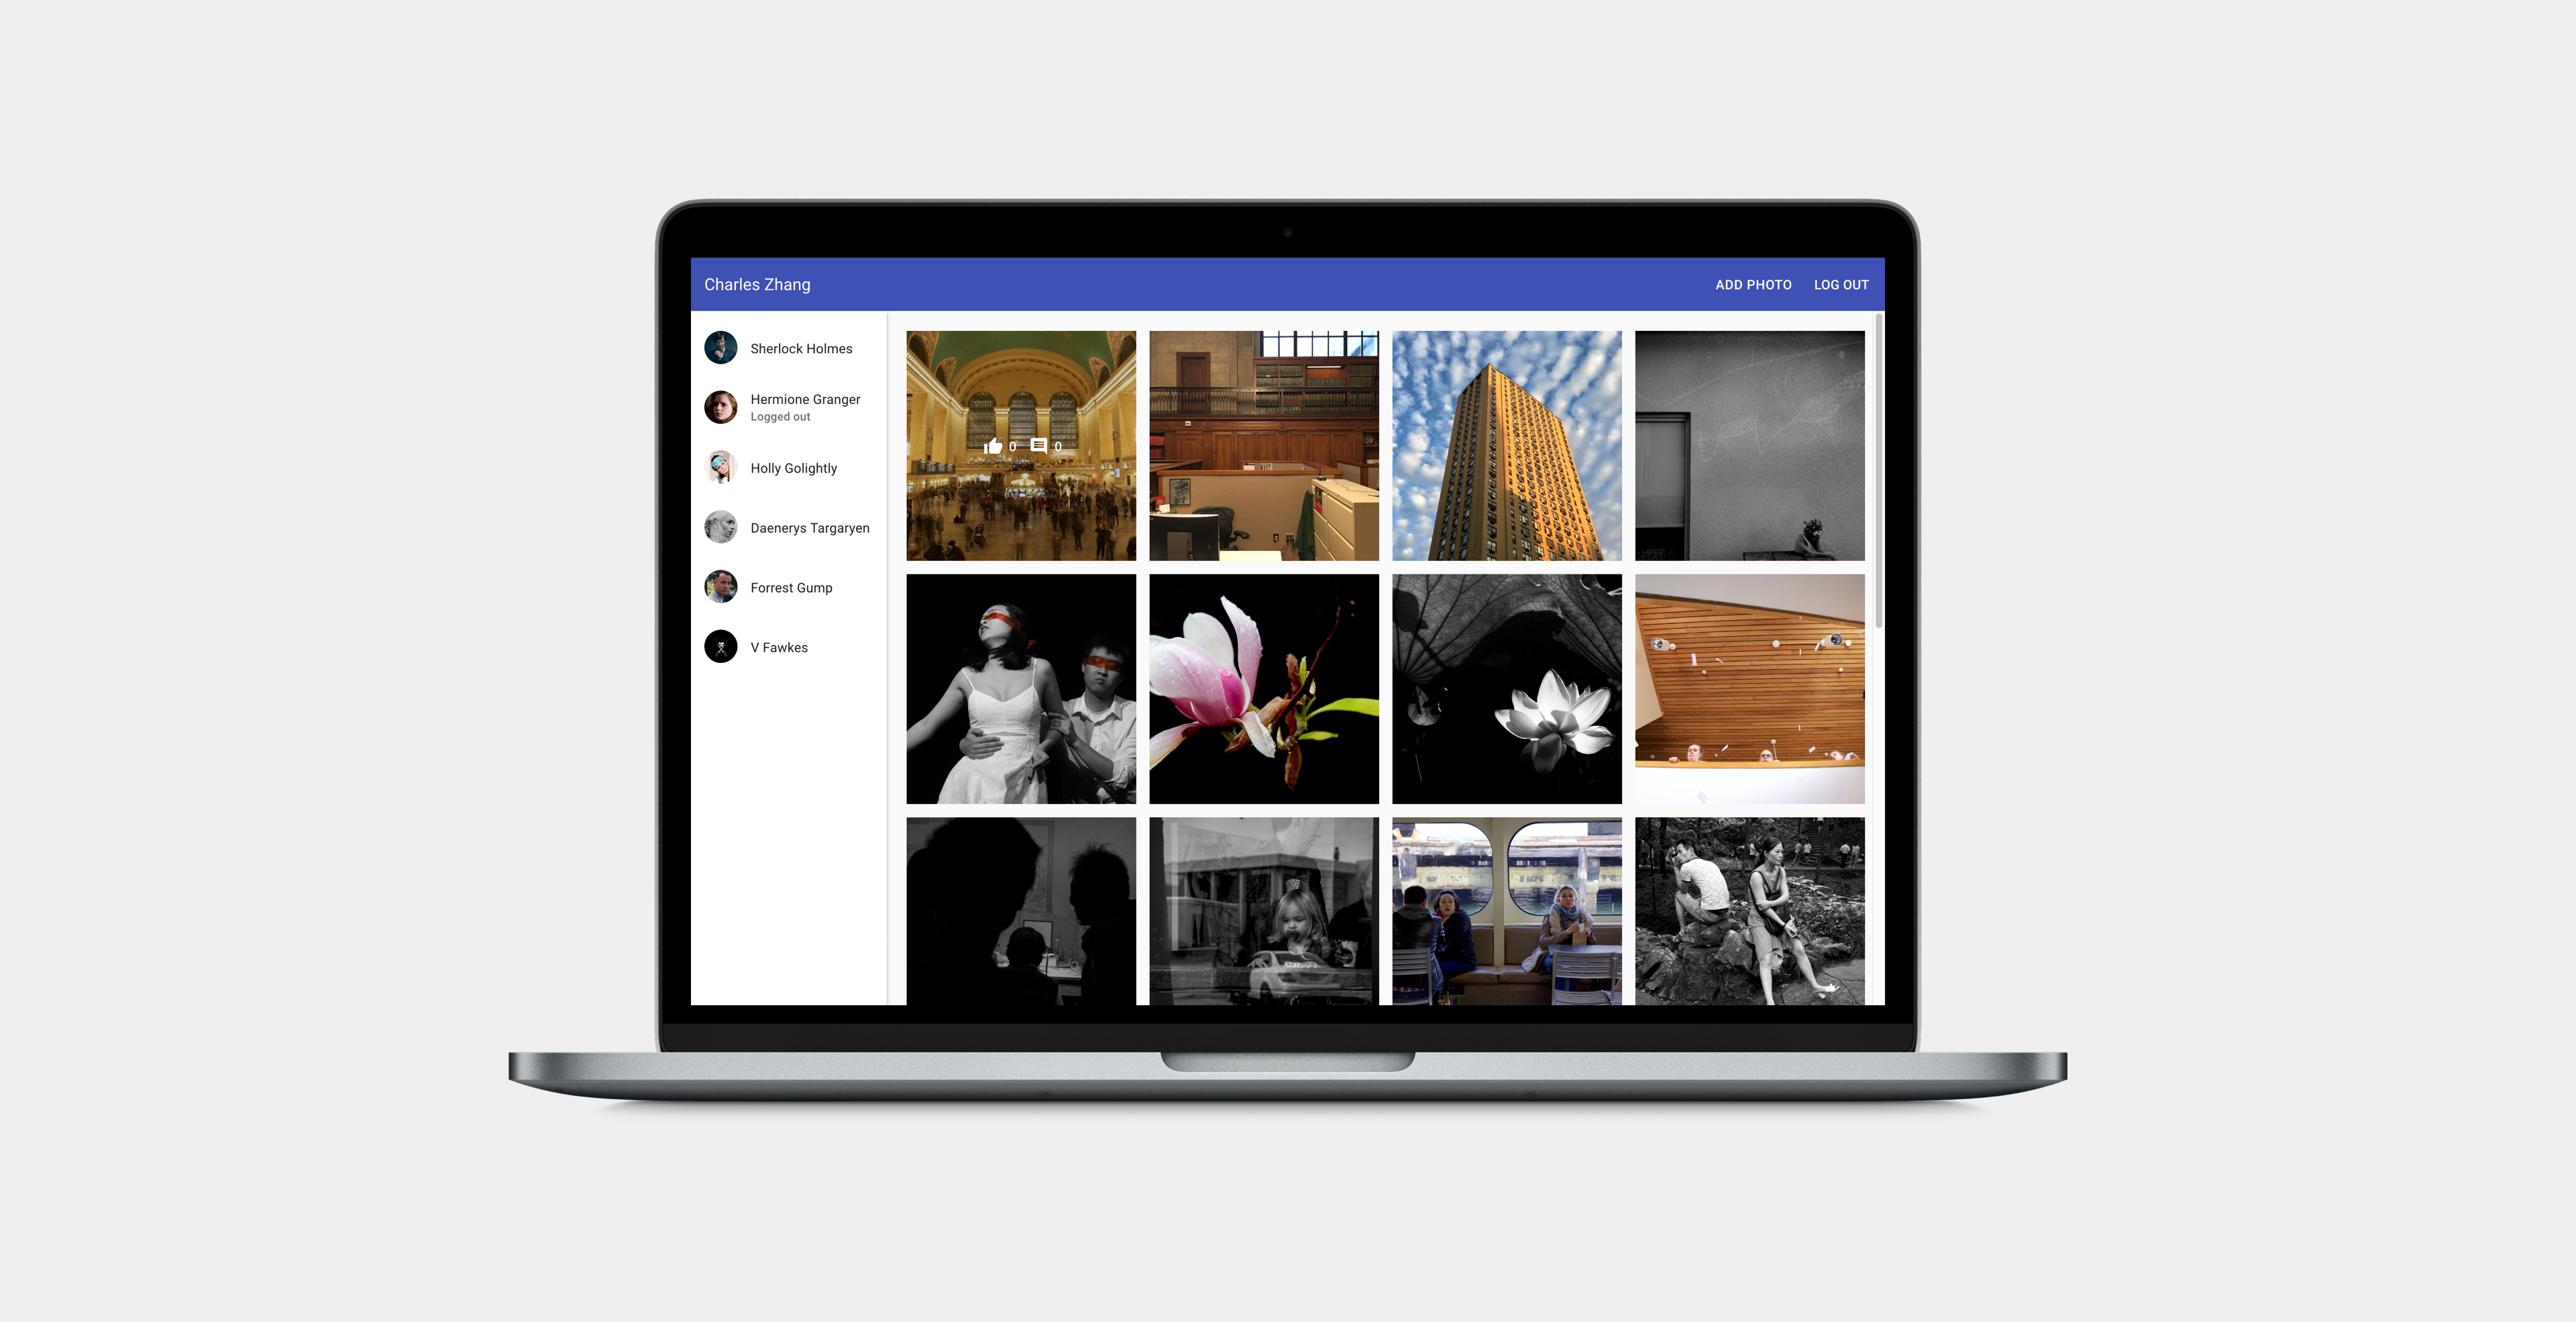 Charles Zhang
ADD PHOTO
LOG OUT
Sherlock Holmes
Hermione Granger
Logged out
Holly Golightly
Daenerys Targaryen
Forrest Gump
V Fawkes
0 0